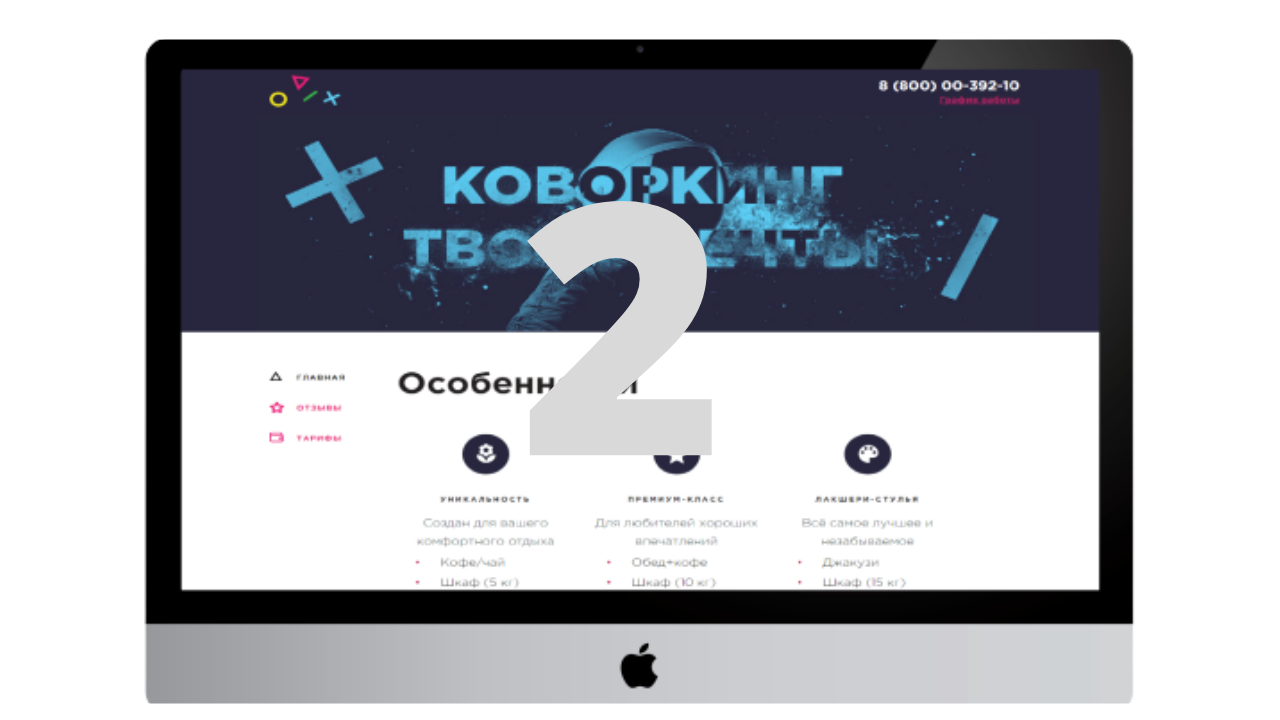 8 (800) 00-392-10
График работы
КОВОРКИНГ
ТВО ЕЧТЫ
2
ГЛАВНАЯ
ОТЗЫВЫ
ТАРИФЫ
Особенн и
УНИКАЛЬНОСТЬ
Создан для вашего
комфортного отдыха
• Кофе/чай
• Шкаф (5 кг)
ПРЕМИУМ-КЛАСС
Для любителей хороших
впечатлений
• Обед+кофе
• Шкаф (10 кг)
ЛАКШЕРИ-СТУЛЬЯ
Всё самое лучшее и
незабываемое
• Джакузи
• Шкаф (15 кг)